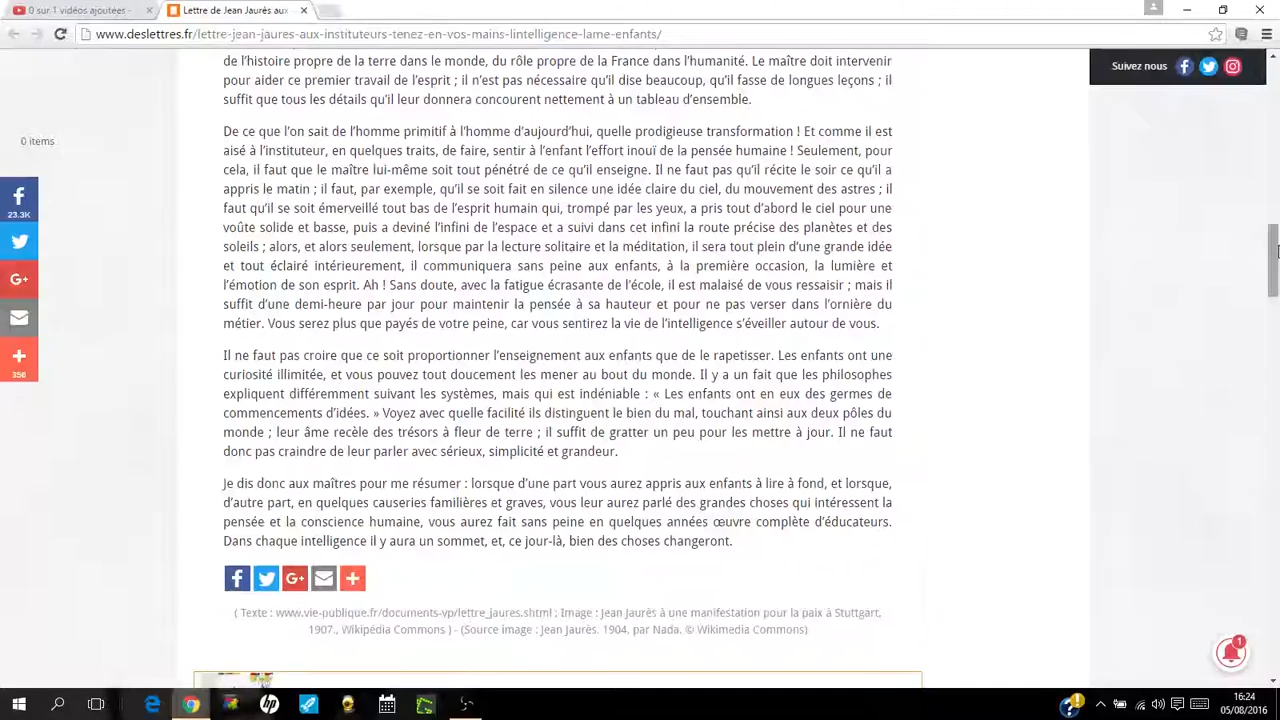 0 sur 1 vidéos ajoutées -
Lettre de Jean Jaurès aux
www.deslettres.fr/lettre-jean-jaures-aux-instituteurs-tenez-en-vos-mains-lintelligence-lame-enfants/
Suivez nous
0 items
23.3K
356
de l'histoire propre de la terre dans le monde, du rôle propre de la France dans l'humanité. Le maître doit intervenir
pour aider ce premier travail de l'esprit ; il n'est pas nécessaire qu'il dise beaucoup, qu'il fasse de longues leçons ; il
suffit que tous les détails qu'il leur donnera concourent nettement à un tableau d'ensemble.
De ce que l'on sait de l'homme primitif à l'homme d'aujourd'hui, quelle prodigieuse transformation ! Et comme il est
aisé à l'instituteur, en quelques traits, de faire, sentir à l'enfant l'effort inouï de la pensée humaine ! Seulement, pour
cela, il faut que le maître lui-même soit tout pénétré de ce qu'il enseigne. Il ne faut pas qu'il récite le soir ce qu'il a
appris le matin ; il faut, par exemple, qu'il se soit fait en silence une idée claire du ciel, du mouvement des astres ; il
faut qu'il se soit émerveillé tout bas de l'esprit humain qui, trompé par les yeux, a pris tout d'abord le ciel pour une
voûte solide et basse, puis a deviné l'infini de l'espace et a suivi dans cet infini la route précise des planètes et des
soleils ; alors, et alors seulement, lorsque par la lecture solitaire et la méditation, il sera tout plein d'une grande idée
et tout éclairé intérieurement, il communiquera sans peine aux enfants, à la première occasion, la lumière et
l'émotion de son esprit. Ah ! Sans doute, avec la fatigue écrasante de l'école, il est malaisé de vous ressaisir ; mais il
suffit d'une demi-heure par jour pour maintenir la pensée à sa hauteur et pour ne pas verser dans l'ornière du
métier. Vous serez plus que payés de votre peine, car vous sentirez la vie de l'intelligence s'éveiller autour de vous.
Il ne faut pas croire que ce soit proportionner l'enseignement aux enfants que de le rapetisser. Les enfants ont une
curiosité illimitée, et vous pouvez tout doucement les mener au bout du monde. Il y a un fait que les philosophes
expliquent différemment suivant les systèmes, mais qui est indéniable : « Les enfants ont en eux des germes de
commencements d'idées. » Voyez avec quelle facilité ils distinguent le bien du mal, touchant ainsi aux deux pôles du
monde ; leur âme recèle des trésors à fleur de terre ; il suffit de gratter un peu pour les mettre à jour. Il ne faut
donc pas craindre de leur parler avec sérieux, simplicité et grandeur.
Je dis donc aux maîtres pour me résumer : lorsque d'une part vous aurez appris aux enfants à lire à fond, et lorsque,
d'autre part, en quelques causeries familières et graves, vous leur aurez parlé des grandes choses qui intéressent la
pensée et la conscience humaine, vous aurez fait sans peine en quelques années œuvre complète d'éducateurs.
Dans chaque intelligence il y aura un sommet, et, ce jour-là, bien des choses changeront.
( Texte : www.vie-publique.fr/documents-vp/lettre_jaures.shtml ; Image : Jean Jaurès à une manifestation pour la paix à Stuttgart,
1907., Wikipédia Commons ) - (Source image : Jean Jaurès. 1904, par Nada. © Wikimedia Commons)
1
16:24
05/08/2016